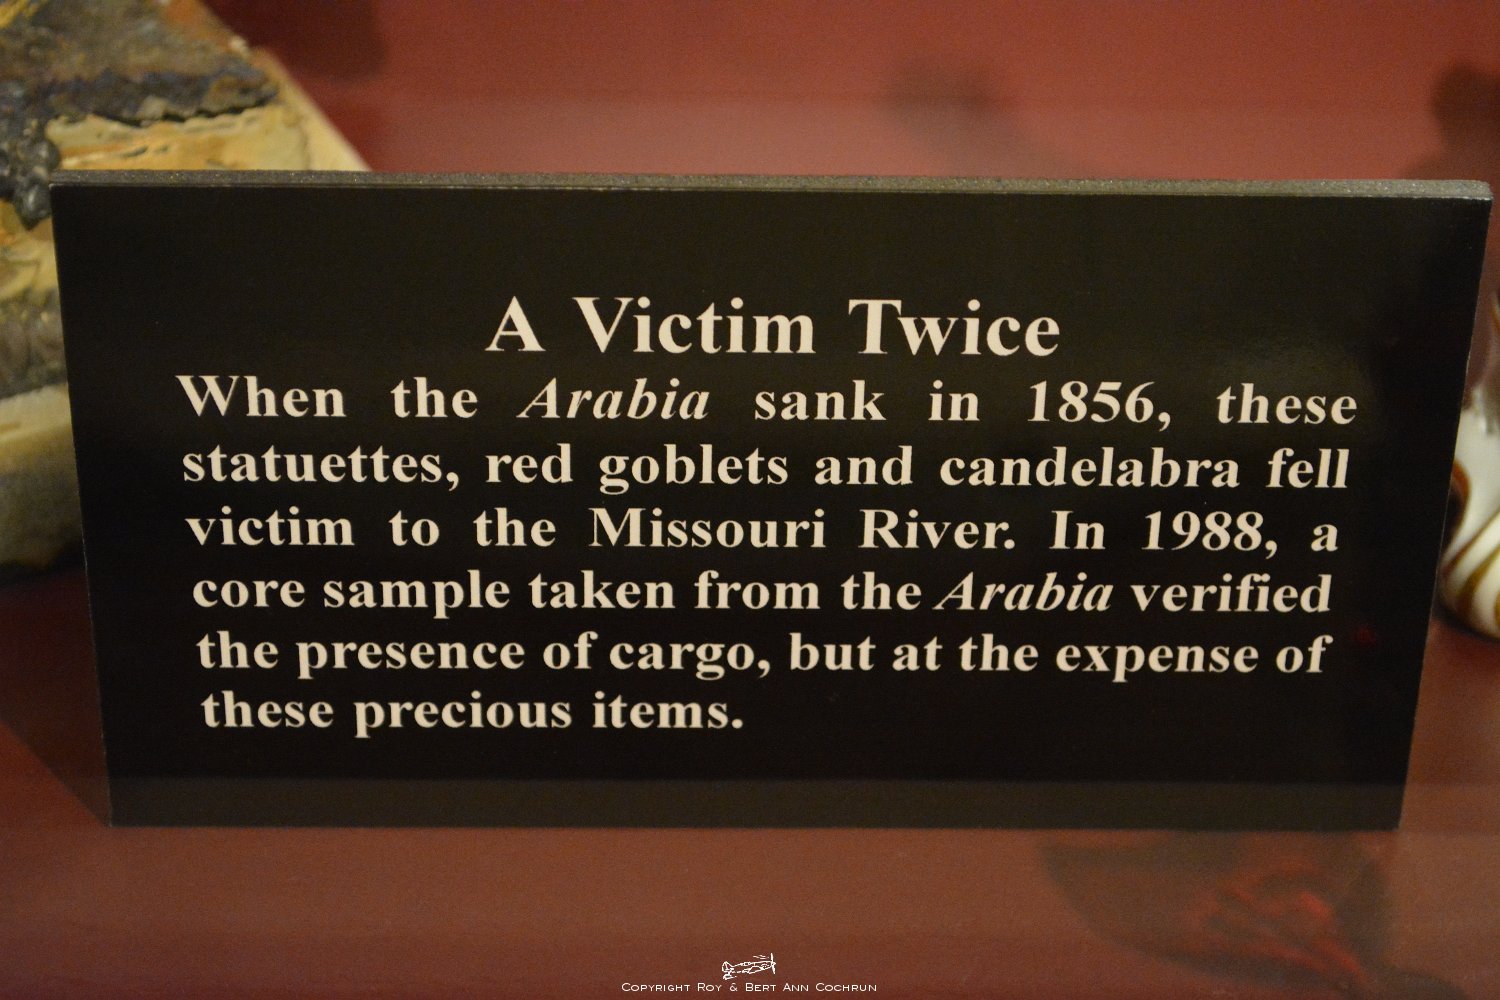 A Victim Twice
When the Arabia sank in 1856, these
statuettes, red goblets and candelabra fell
victim to the Missouri River. In 1988, a
core sample taken from the Arabia verified
the presence of cargo, but at the expense of
these precious items.
Copyright Roy & Bert Ann Cochrun